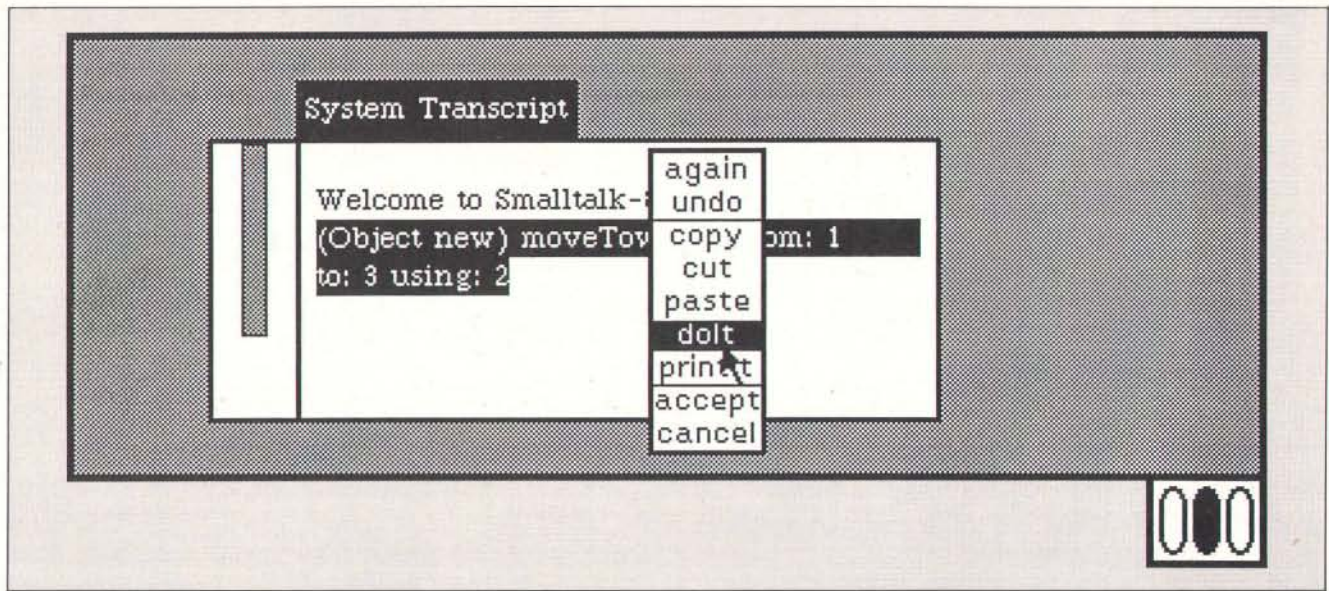 System Transcript
Welcome to Smalltalk-
(Object new) moveTow om: 1
to: 3 using: 2
again
undo
copy
cut
paste
doIt
print t
accept
cancel